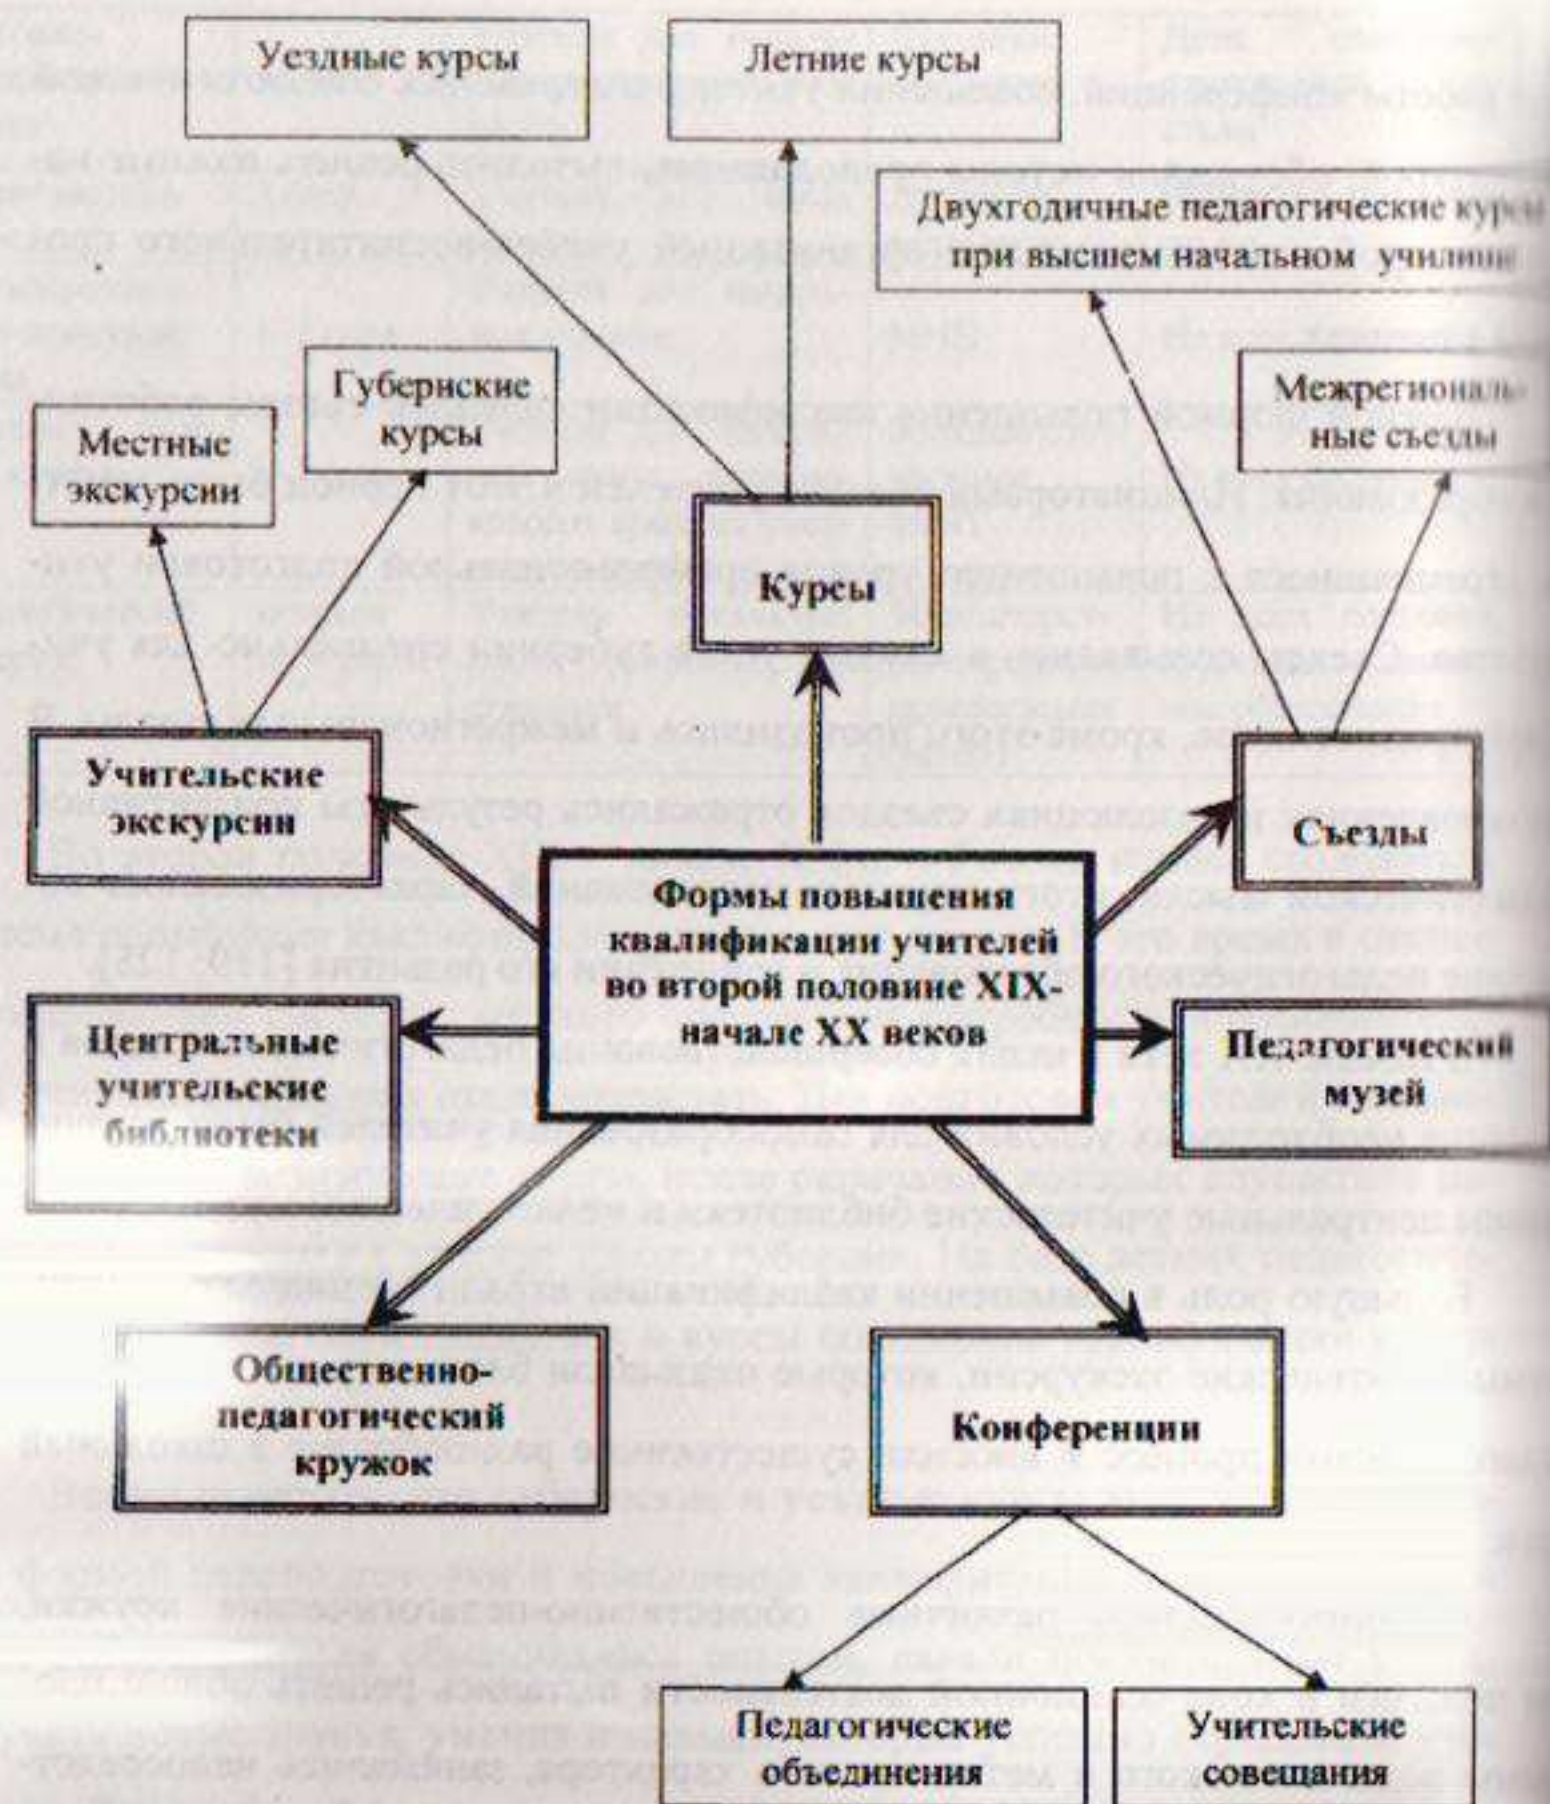 Уездные курсы
Летние курсы
Двухгодичные педагогические курсы
при высшем начальном училище
Губернские
курсы
Межрегиональ-
ные съезды
Местные
экскурсии
Курсы
Учительские
экскурсии
Съезды
Формы повышения
квалификации учителей
во второй половине XIX-
начале XX веков
Центральные
учительские
библиотеки
Педагогический
музей
Общественно-
педагогический
кружок
Конференции
Педагогические
объединения
Учительские
совещания